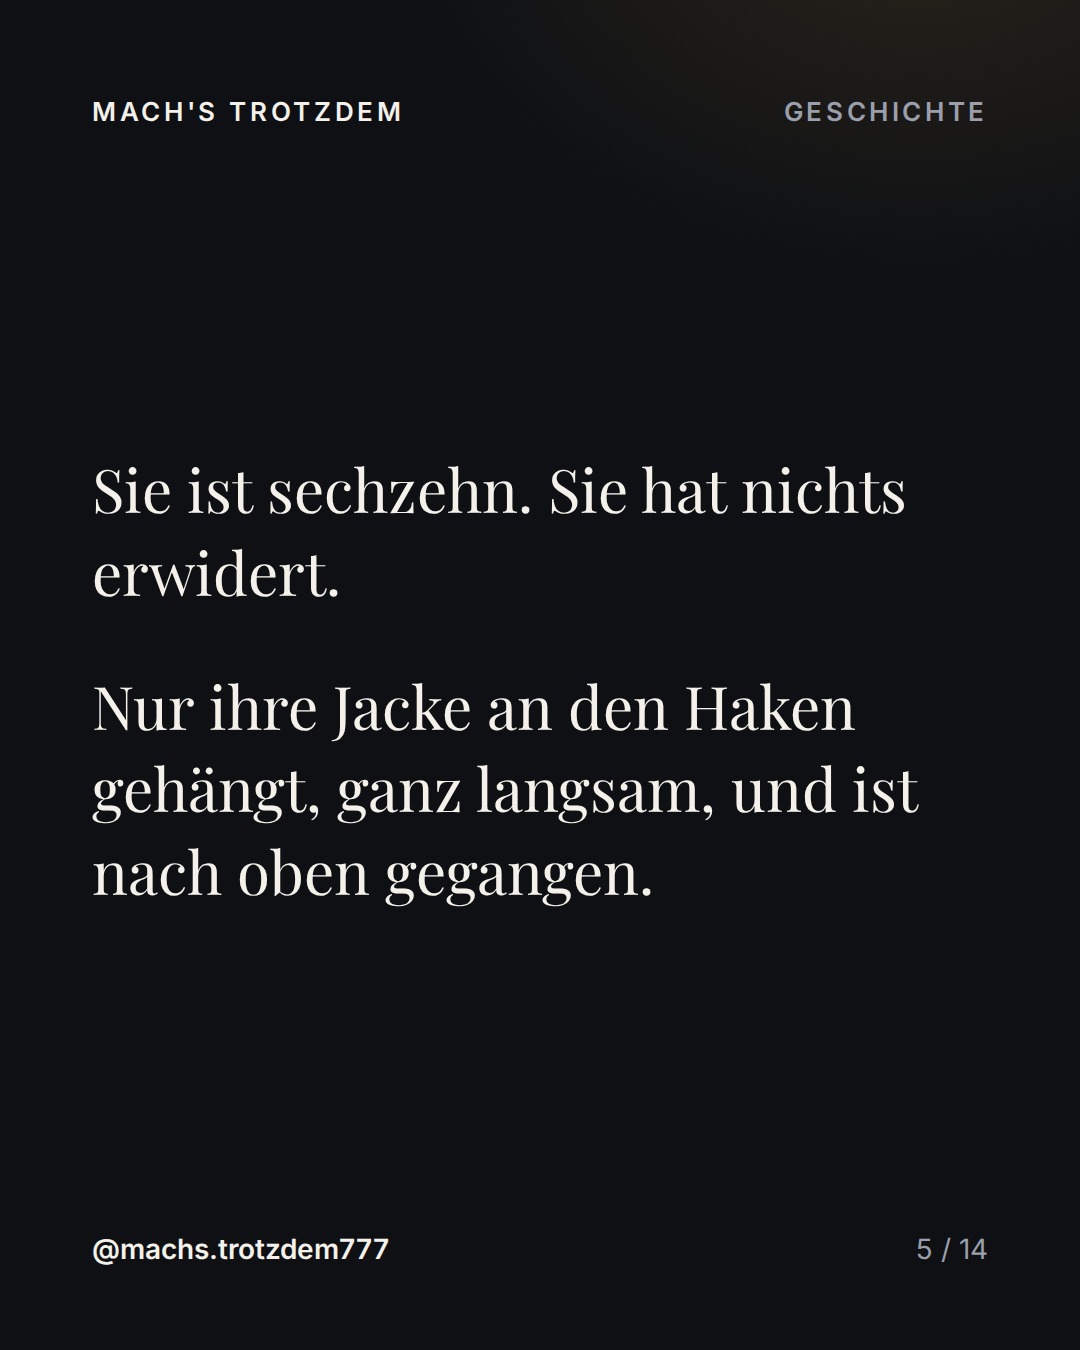 MACH'S TROTZDEM
GESCHICHTE
Sie ist sechzehn. Sie hat nichts
erwidert.
Nur ihre Jacke an den Haken
gehängt, ganz langsam, und ist
nach oben gegangen.
@machs.trotzdem777
5 / 14